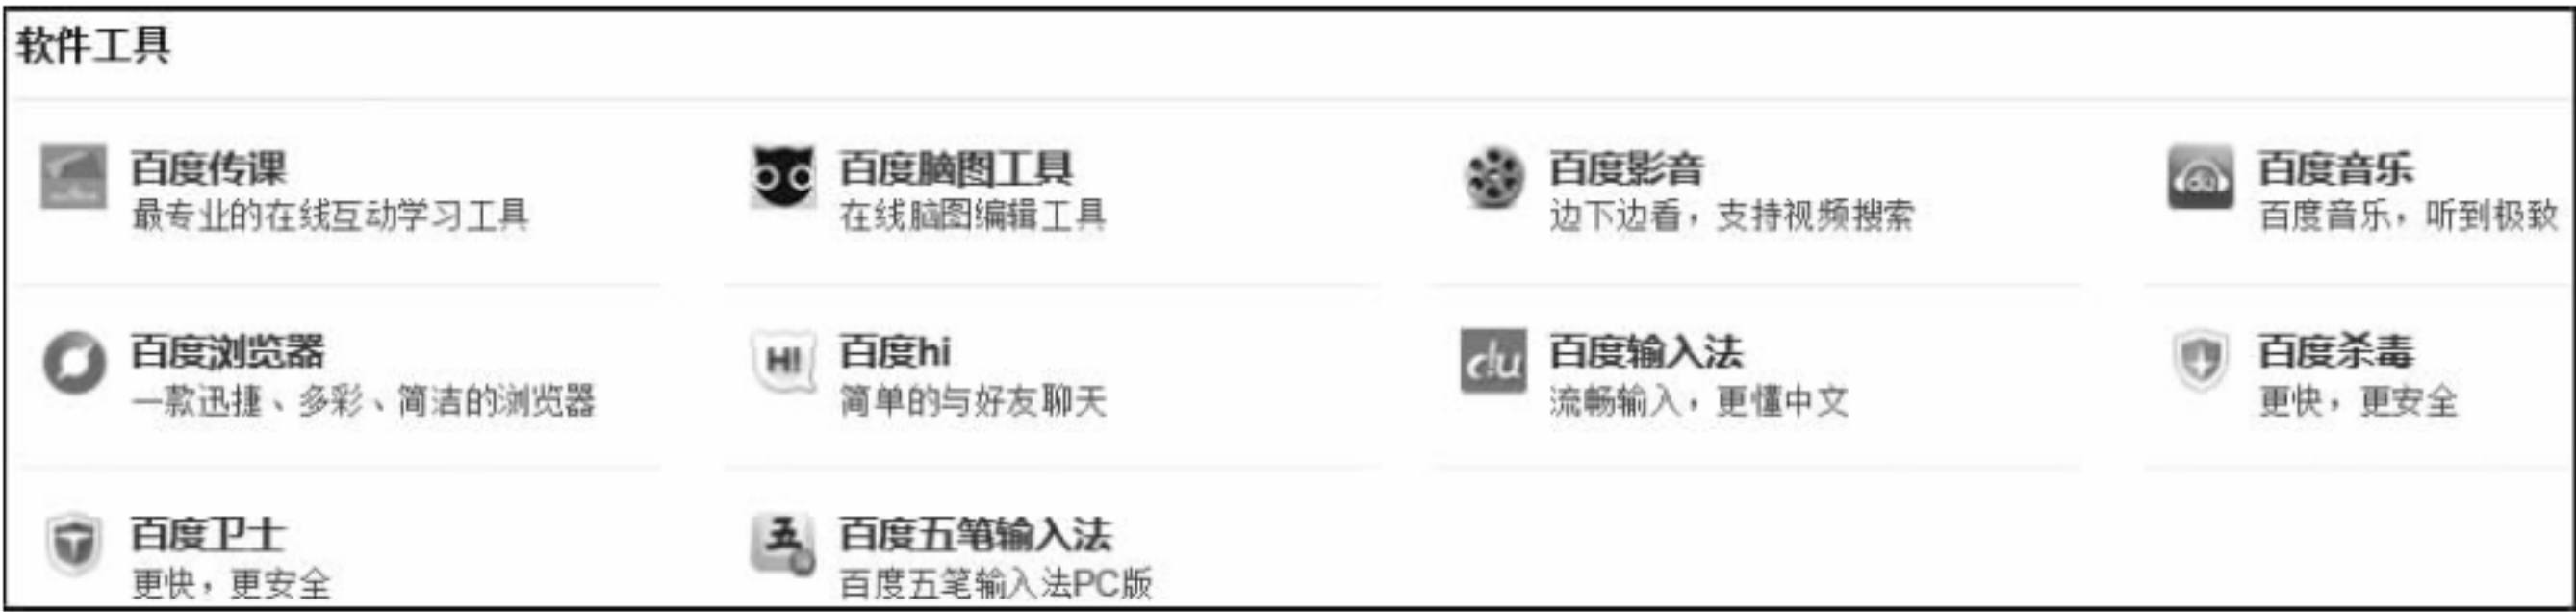 软件工具
百度传课
最专业的在线互动学习工具
百度脑图工具
在线脑图编辑工具
百度影音
边下边看，支持视频搜索
百度音乐
百度音乐，听到极致
百度浏览器
一款迅捷、多彩、简洁的浏览器
HI
百度hi
简单的与好友聊天
du
百度输入法
流畅输入，更懂中文
百度杀毒
更快，更安全
百度卫士
更快，更安全
五
百度五笔输入法
百度五笔输入法PC版